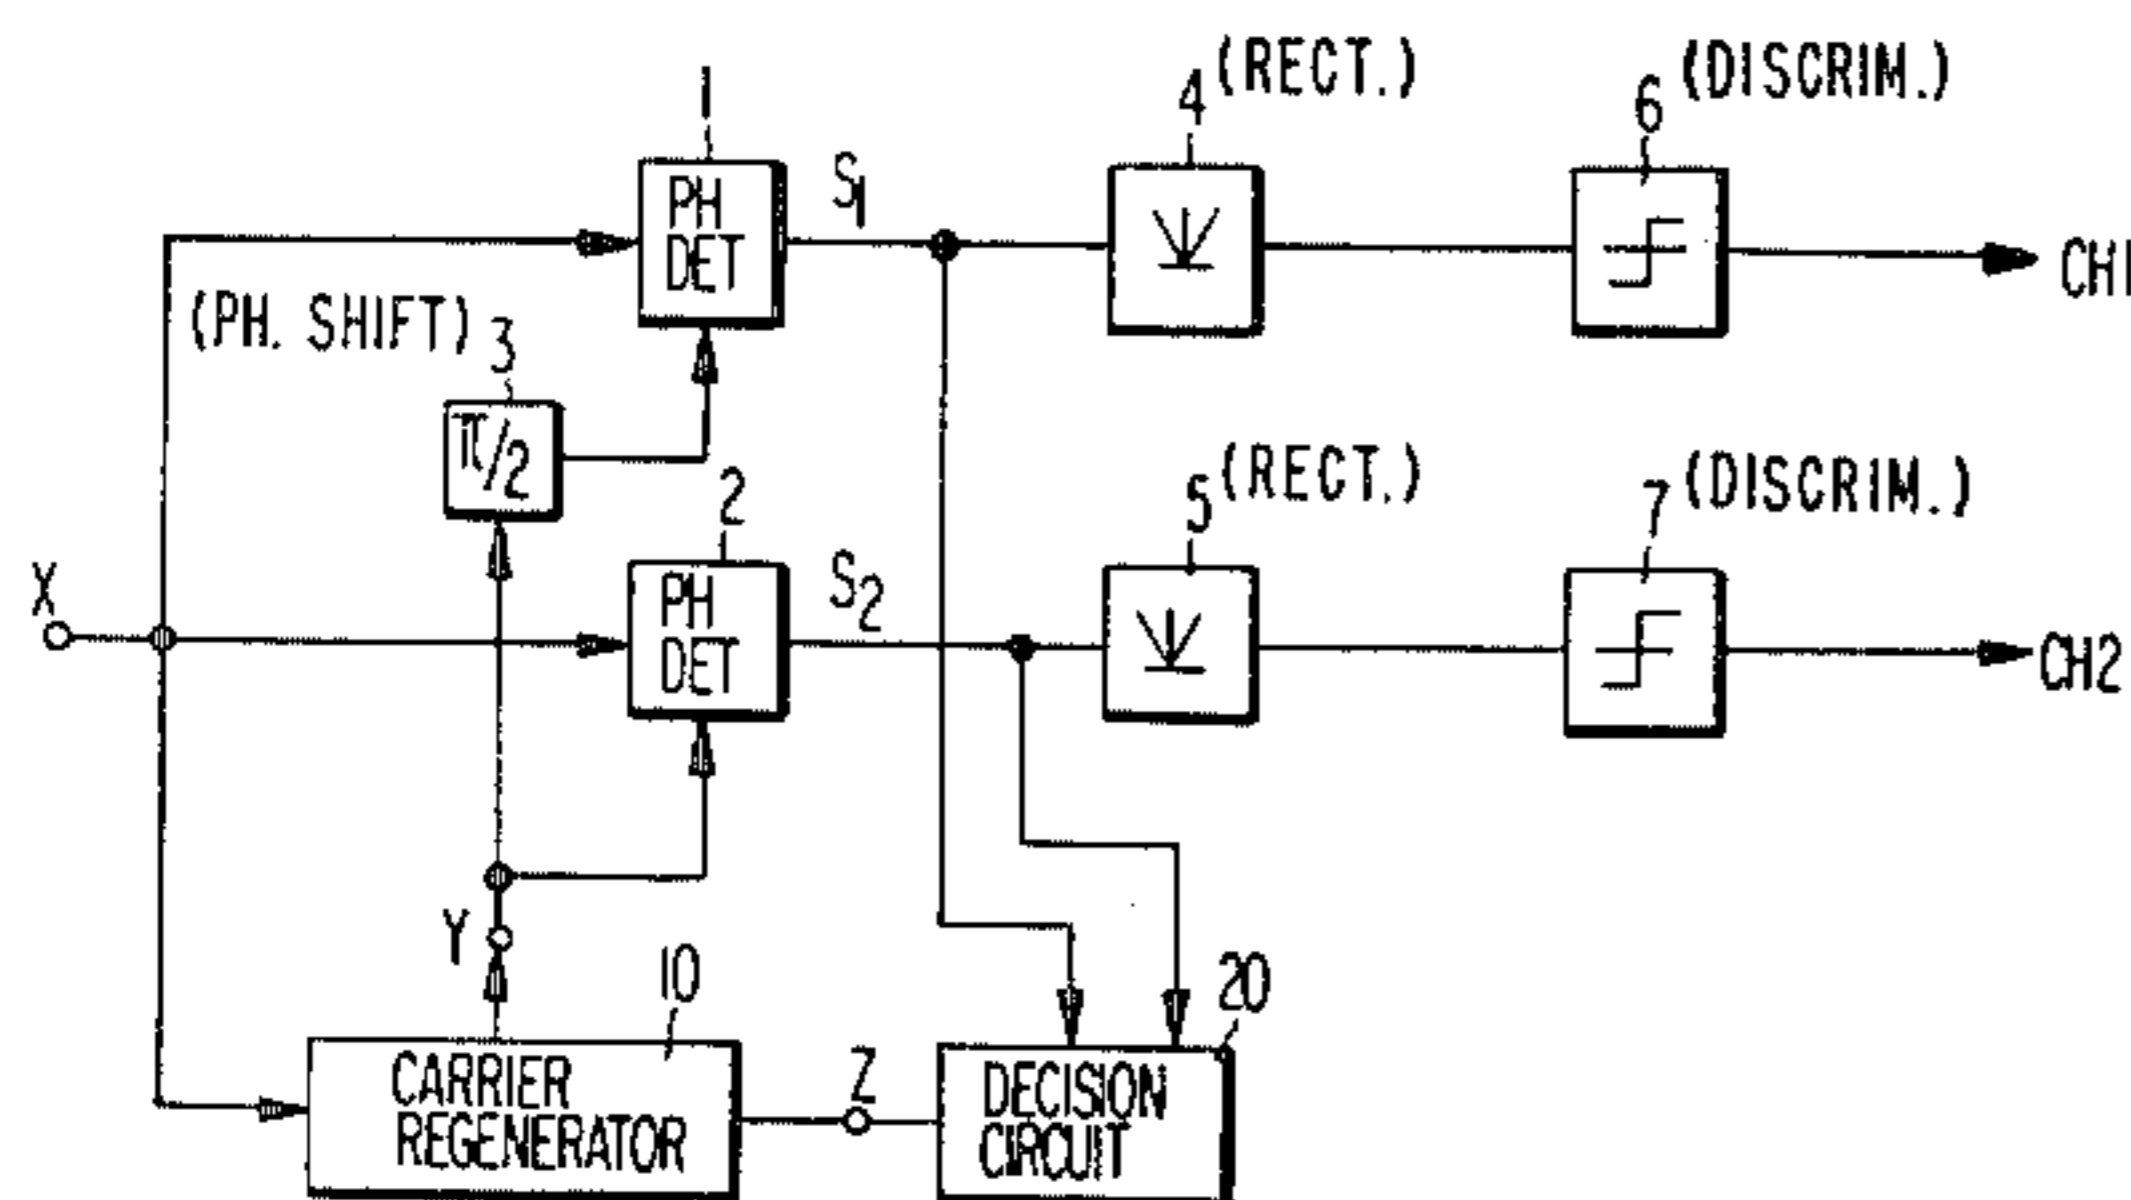 1
4 (RECT.)
6 (DISCRIM.)
PH
DET
S1
CH1
(PH. SHIFT)
3
π/2
2
5 (RECT.)
7 (DISCRIM.)
X
PH
DET
S2
CH2
Y
10
Z
20
CARRIER
REGENERATOR
DECISION
CIRCUIT